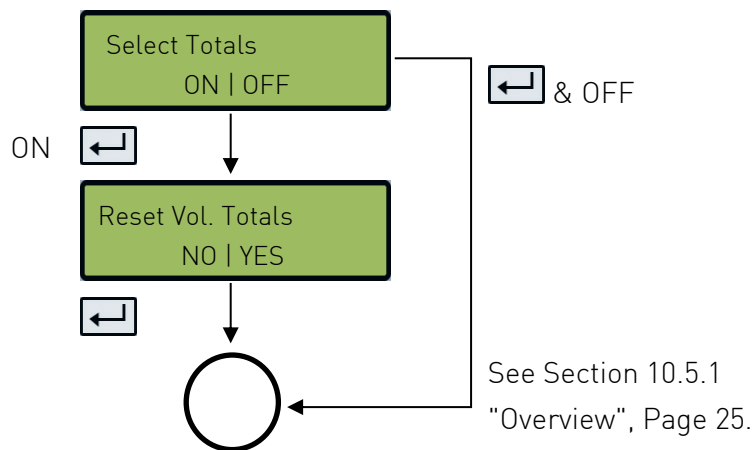 Select Totals
ON | OFF
& OFF
ON
Reset Vol. Totals
NO | YES
See Section 10.5.1
"Overview", Page 25.